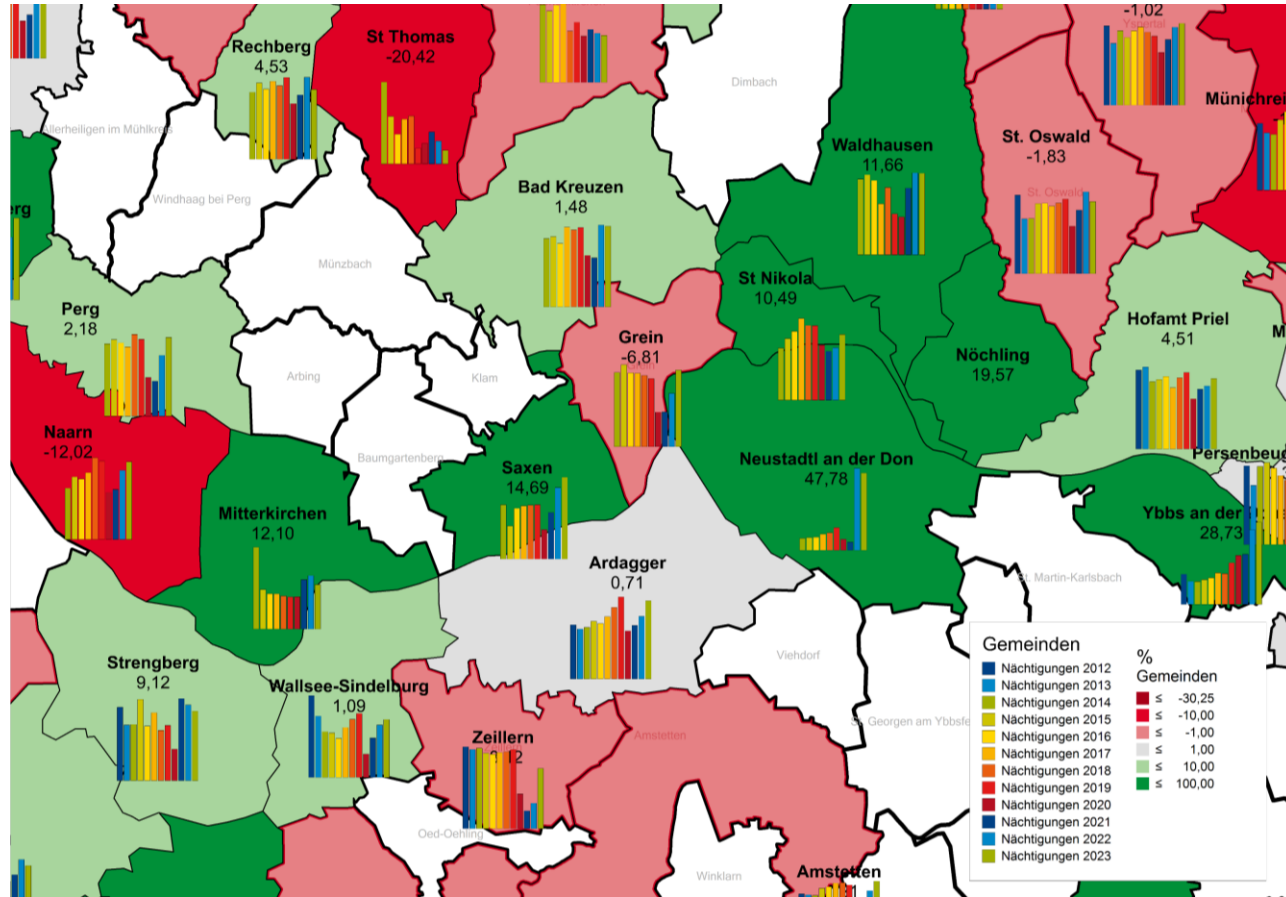 -1,02
Yspertal
Rechberg
4,53
St Thomas
-20,42
Dimbach
Münichrei
Allerheiligen im Mühlkreis
Waldhausen
11,66
St. Oswald
-1,83
St. Oswald
Windhaag bei Perg
Bad Kreuzen
1,48
erg
Münzbach
St Nikola
10,49
Perg
2,18
Hofamt Priel
4,51
Grein
-6,81
Nöchling
19,57
Arbing
Klam
Naarn
-12,02
Baumgartenberg
Saxen
14,69
Neustadtl an der Don
47,78
Persenbeug
Mitterkirchen
12,10
Ybbs an der
28,73
Ardagger
0,71
St. Martin-Karlsbach
Viehdorf
Strengberg
9,12
Wallsee-Sindelburg
1,09
St. Georgen am Ybbsfe
Zeillern
Amstetten
Oed-Oehling
Winklarn
Amstetten
Gemeinden
Nächtigungen 2012
Nächtigungen 2013
Nächtigungen 2014
Nächtigungen 2015
Nächtigungen 2016
Nächtigungen 2017
Nächtigungen 2018
Nächtigungen 2019
Nächtigungen 2020
Nächtigungen 2021
Nächtigungen 2022
Nächtigungen 2023
%
Gemeinden
≤ -30,25
≤ -10,00
≤ -1,00
≤ 1,00
≤ 10,00
≤ 100,00